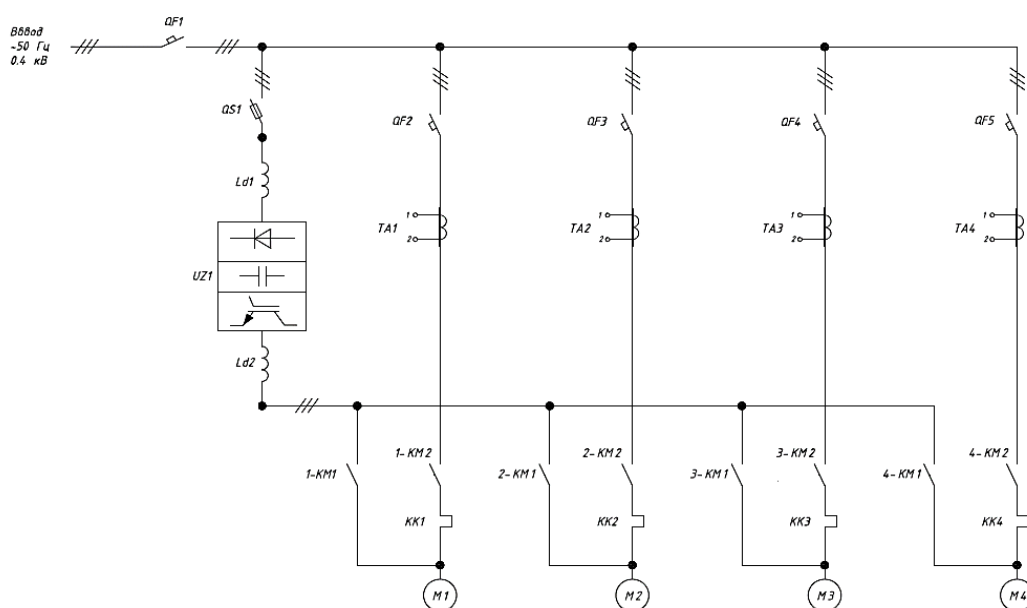 Вввод
~50 Гц
0.4 кВ
QF1
QS1
QF2
QF3
QF4
QF5
Ld1
TA1
1
2
TA2
1
2
TA3
1
2
TA4
1
2
UZ1
Ld2
1-KM1
1-KM2
2-KM1
2-KM2
3-KM1
3-KM2
4-KM1
4-KM2
KK1
KK2
KK3
KK4
M1
M2
M3
M4